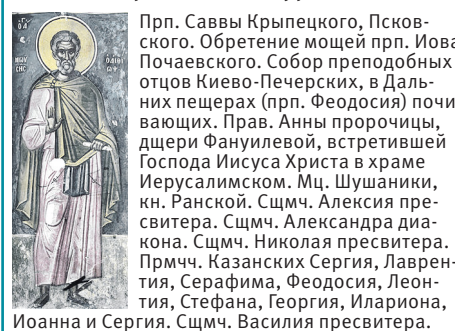 Прп. Саввы Крыпецкого, Псков-
ского. Обретение мощей прп. Иова
Почаевского. Собор преподобных
отцов Киево-Печерских, в Даль-
них пещерах (прп. Феодосия) почи-
вающих. Прав. Анны пророчицы,
дщери Фануилевой, встретившей
Господа Иисуса Христа в храме
Иерусалимском. Мц. Шушаники,
кн. Ранской. Сщмч. Алексия пре-
свитера. Сщмч. Александра диа-
кона. Сщмч. Николая пресвитера.
Прмчч. Казанских Сергия, Лаврен-
тия, Серафима, Феодосия, Леон-
тия, Стефана, Георгия, Илариона,
Иоанна и Сергия. Сщмч. Василия пресвитера.